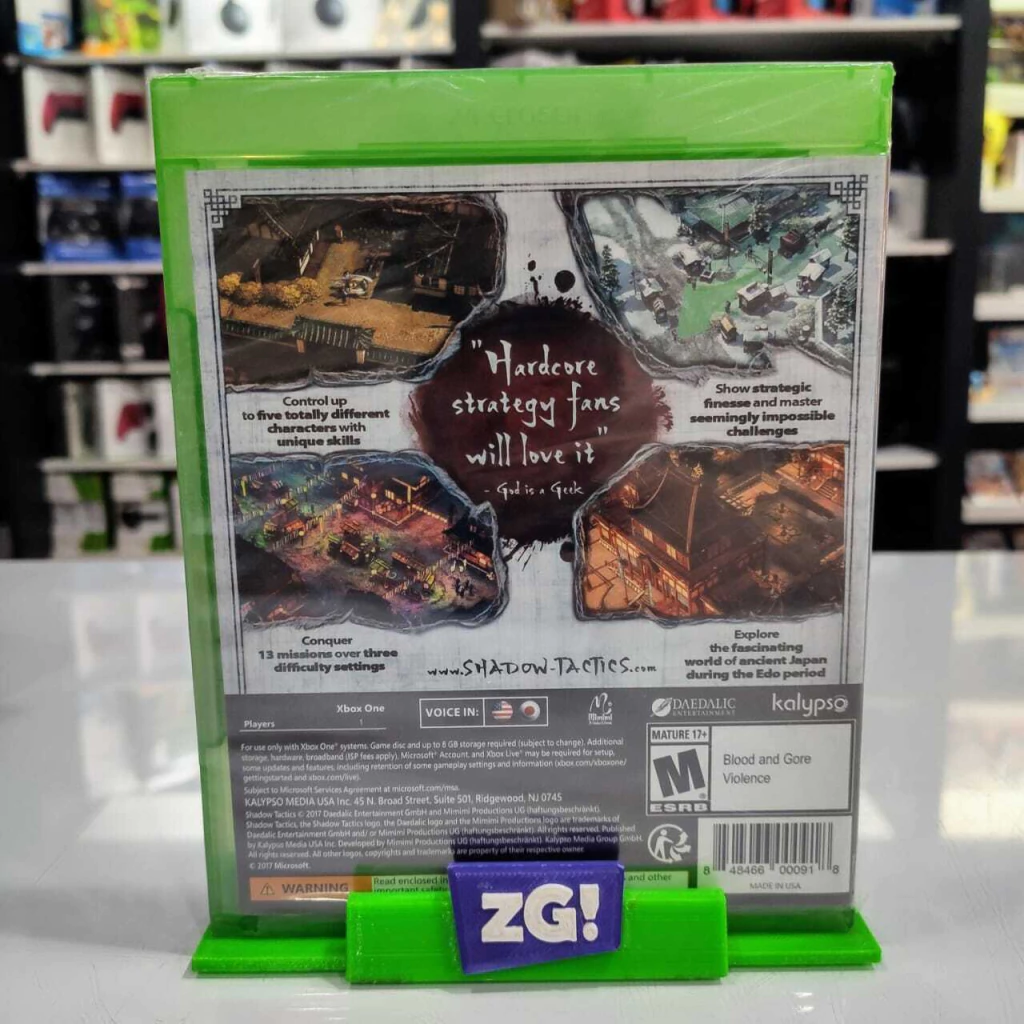 "Hardcore
strategy fans
will love it"
- God is a Geek
Control up
to five totally different
characters with
unique skills
Show strategic
finesse and master
seemingly impossible
challenges
Conquer
13 missions over three
difficulty settings
www.SHADOW-TACTICS.com
Explore
the fascinating
world of ancient Japan
during the Edo period
Xbox One
Players 1
VOICE IN:
Mimimi
DAEDALIC
ENTERTAINMENT
kalypso
For use only with Xbox One® systems. Game disc and up to 8 GB storage required (subject to change). Additional
storage, hardware, broadband (ISP fees apply), Microsoft® Account, and Xbox Live® may be required for setup,
some updates and features, including retention of some gameplay settings and information (xbox.com/xboxone/
gettingstarted and xbox.com/live).
Subject to Microsoft Services Agreement at microsoft.com/msa.
KALYPSO MEDIA USA Inc. 45 N. Broad Street, Suite 501, Ridgewood, NJ 0745
Shadow Tactics © 2017 Daedalic Entertainment GmbH and Mimimi Productions UG (haftungsbeschränkt).
Shadow Tactics, the Shadow Tactics logo, the Daedalic logo and the Mimimi Productions logo are trademarks of
Daedalic Entertainment GmbH and/ or Mimimi Productions UG (haftungsbeschränkt). All rights reserved. Published
by Kalypso Media USA Inc. Developed by Mimimi Productions UG (haftungsbeschränkt). Kalypso Media Group GmbH.
All rights reserved. All other logos, copyrights and trademarks are property of their respective owner.
© 2017 Microsoft.
MATURE 17+
M
®
ESRB
Blood and Gore
Violence
8 48466 00091 8
MADE IN USA
WARNING
Read enclosed in
and other
important safet
ZG!